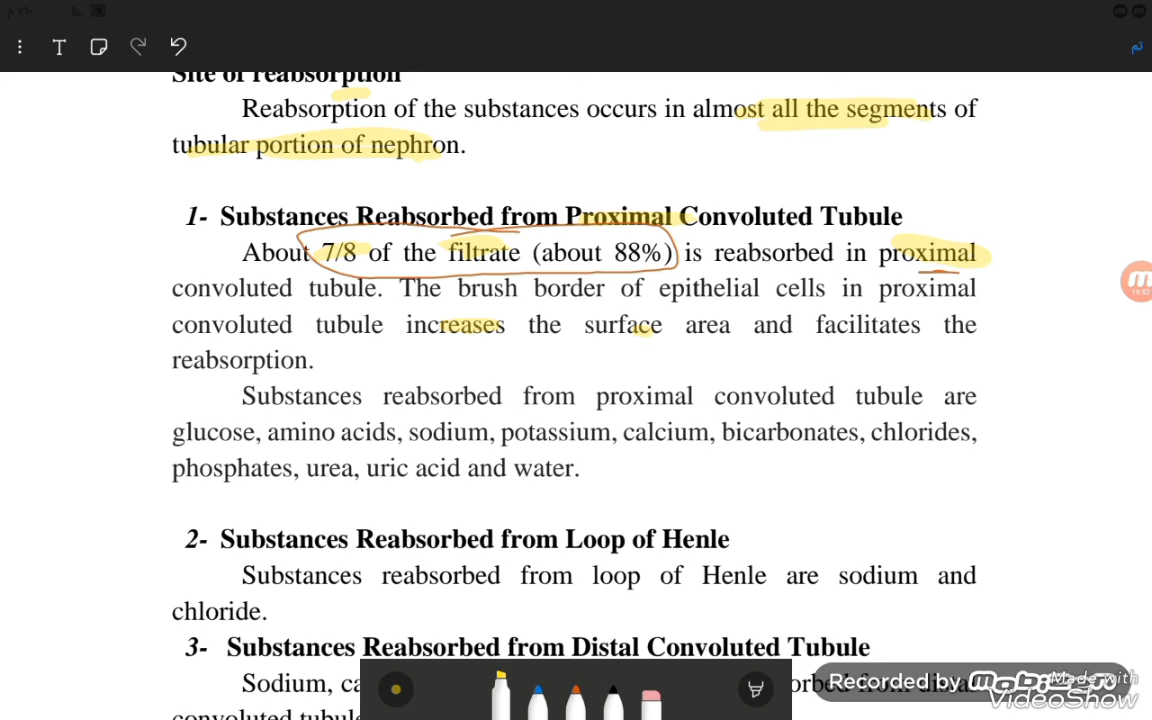 ١:١٠ م
تم
Site of reabsorption
Reabsorption of the substances occurs in almost all the segments of
tubular portion of nephron.
1- Substances Reabsorbed from Proximal Convoluted Tubule
About 7/8 of the filtrate (about 88%) is reabsorbed in proximal
convoluted tubule. The brush border of epithelial cells in proximal
convoluted tubule increases the surface area and facilitates the
reabsorption.
Substances reabsorbed from proximal convoluted tubule are
glucose, amino acids, sodium, potassium, calcium, bicarbonates, chlorides,
phosphates, urea, uric acid and water.
2- Substances Reabsorbed from Loop of Henle
Substances reabsorbed from loop of Henle are sodium and
chloride.
3- Substances Reabsorbed from Distal Convoluted Tubule
Sodium,
convoluted
Recorded by
Made with
VideoShow